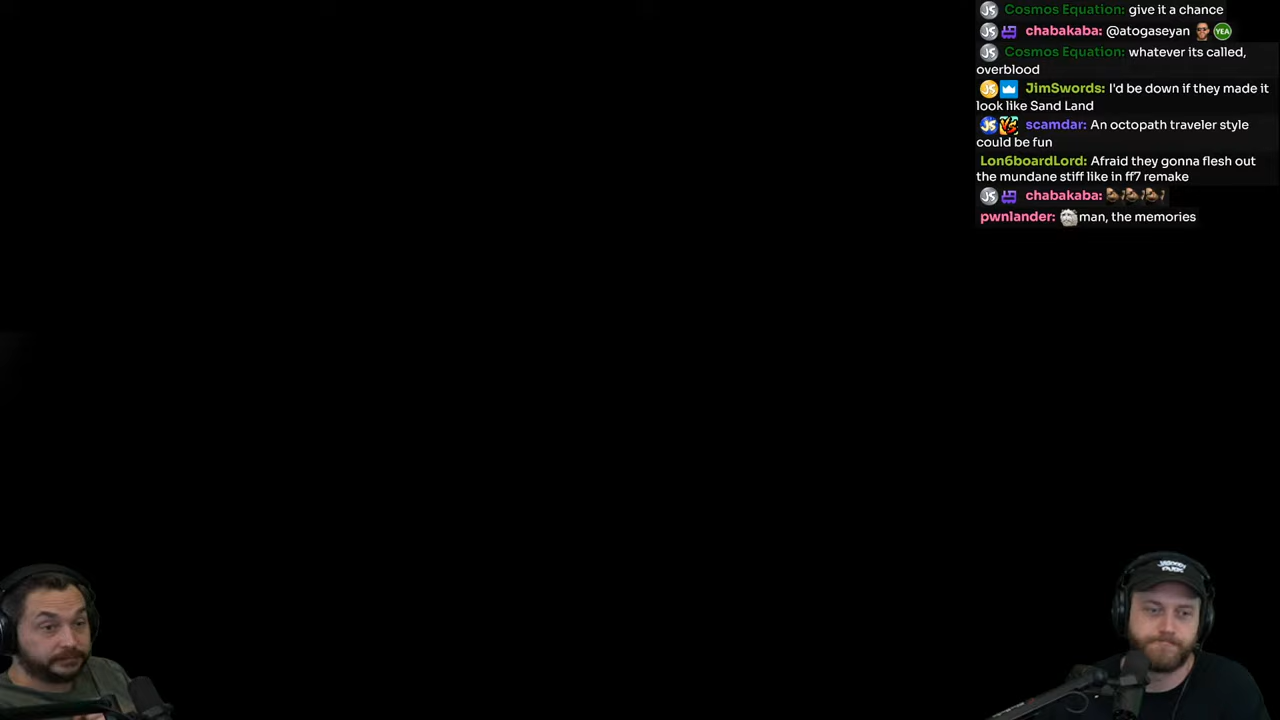 Cosmos Equation: give it a chance
chabakaba: @atogaseyan YEA
Cosmos Equation: whatever its called,
overblood
JimSwords: I'd be down if they made it
look like Sand Land
scamdar: An octopath traveler style
could be fun
Lon6boardLord: Afraid they gonna flesh out
the mundane stiff like in ff7 remake
chabakaba:
pwnlander: man, the memories